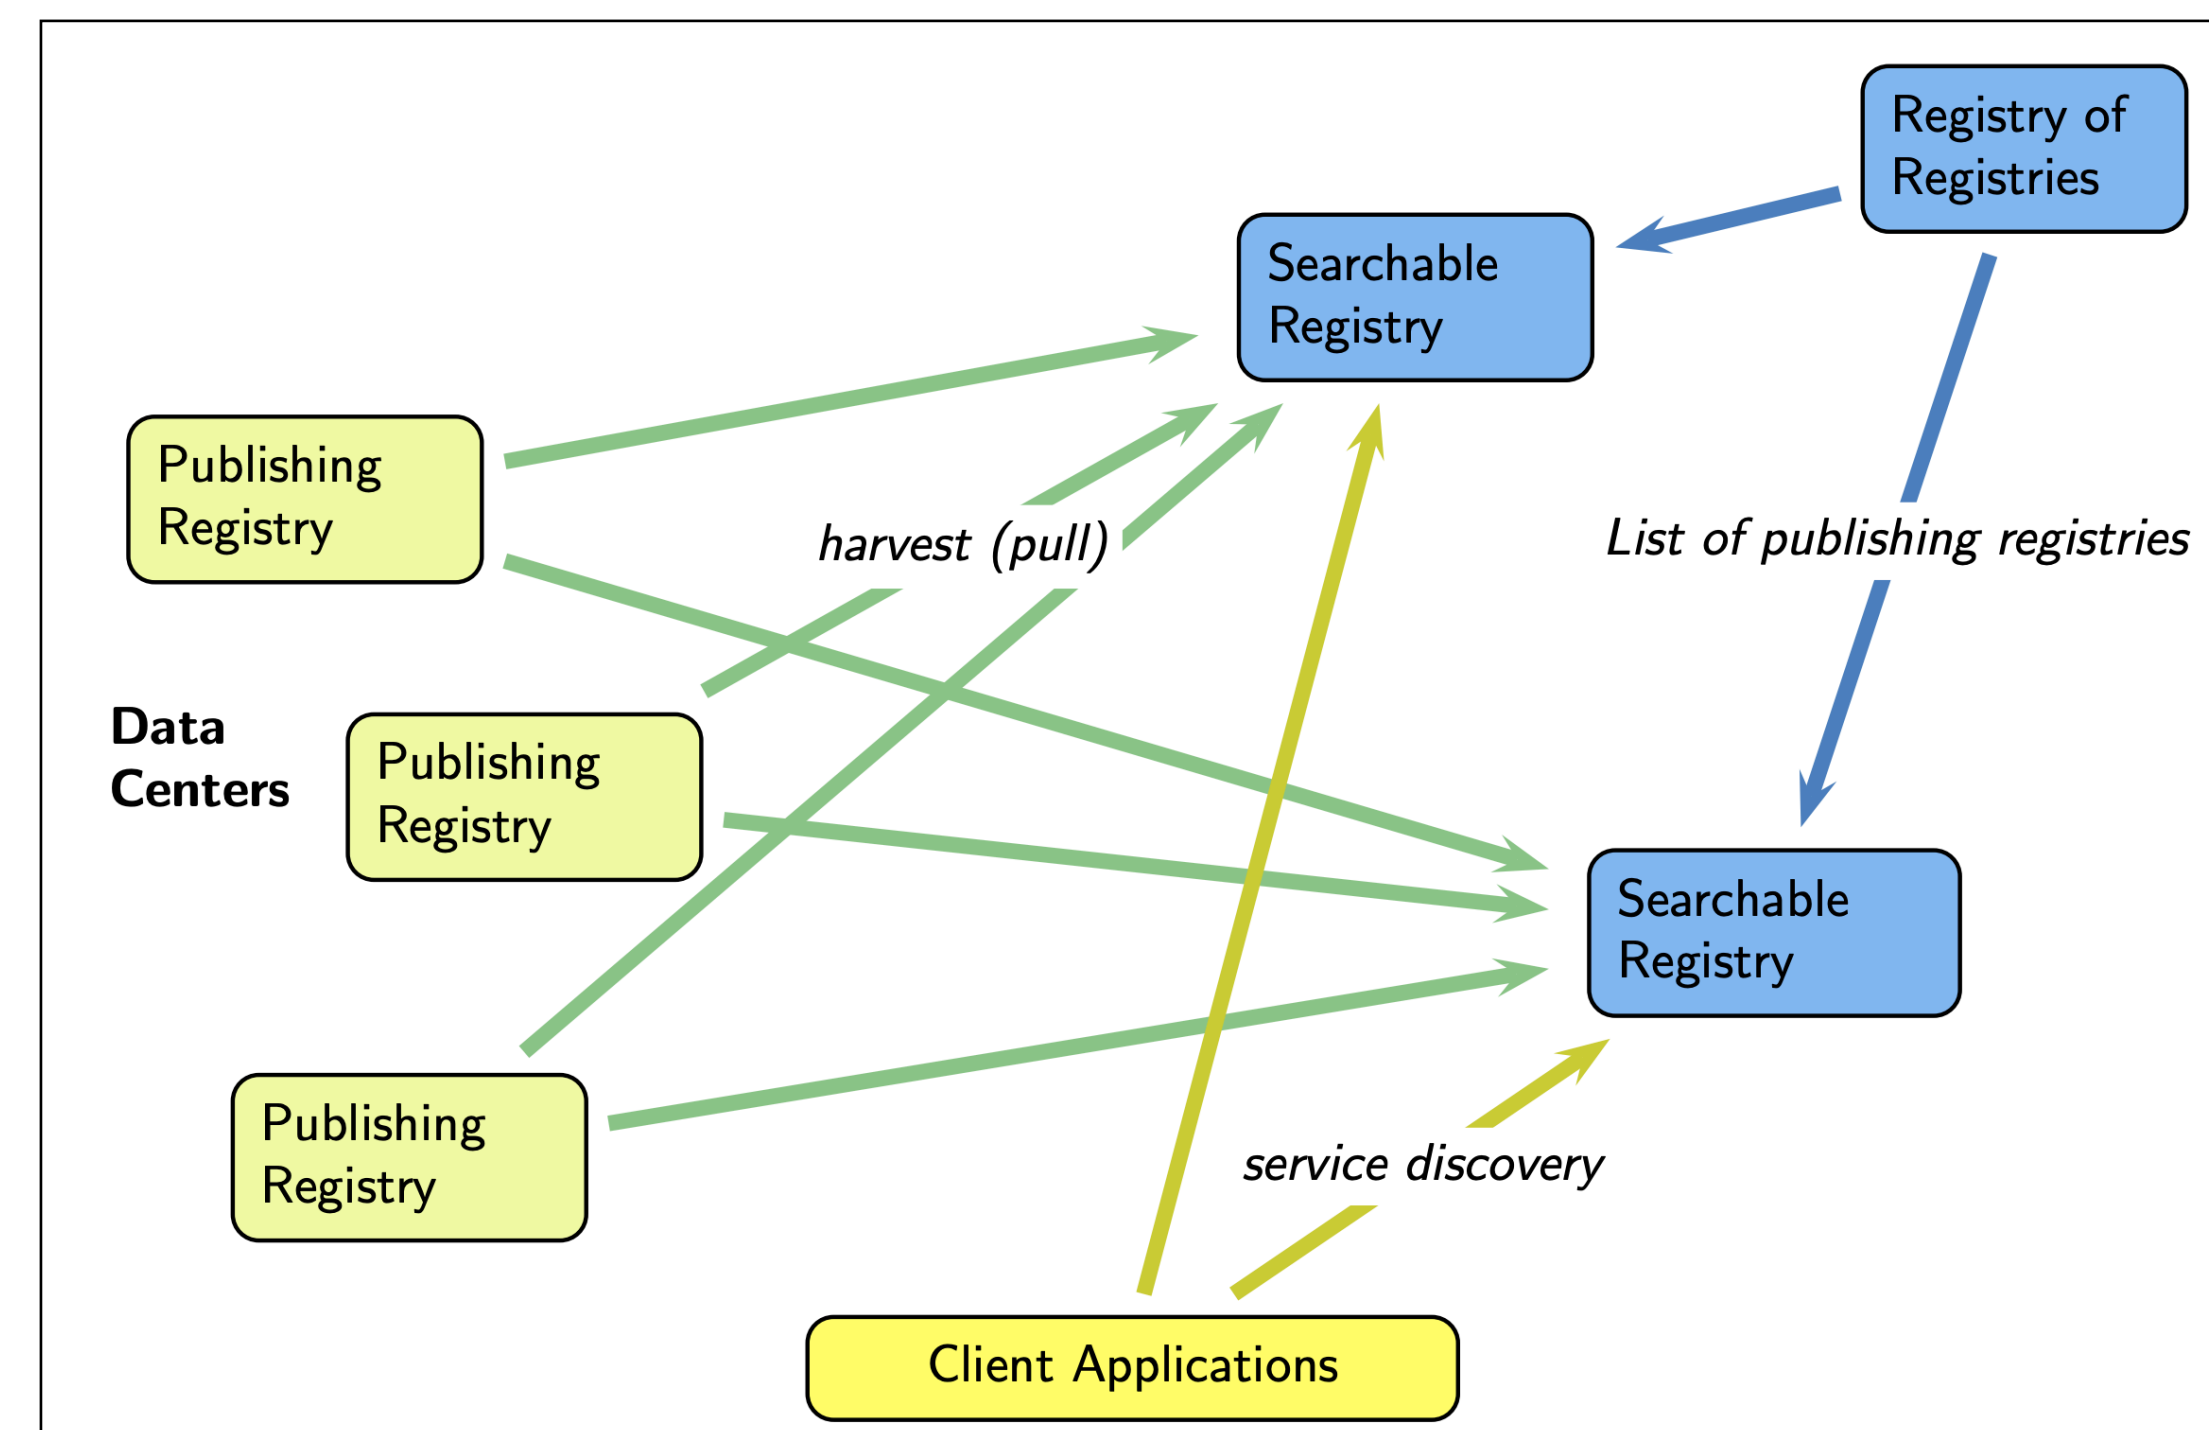 Registry of
Registries
Searchable
Registry
Publishing
Registry
harvest (pull)
List of publishing registries
Data
Centers
Publishing
Registry
Searchable
Registry
Publishing
Registry
service discovery
Client Applications